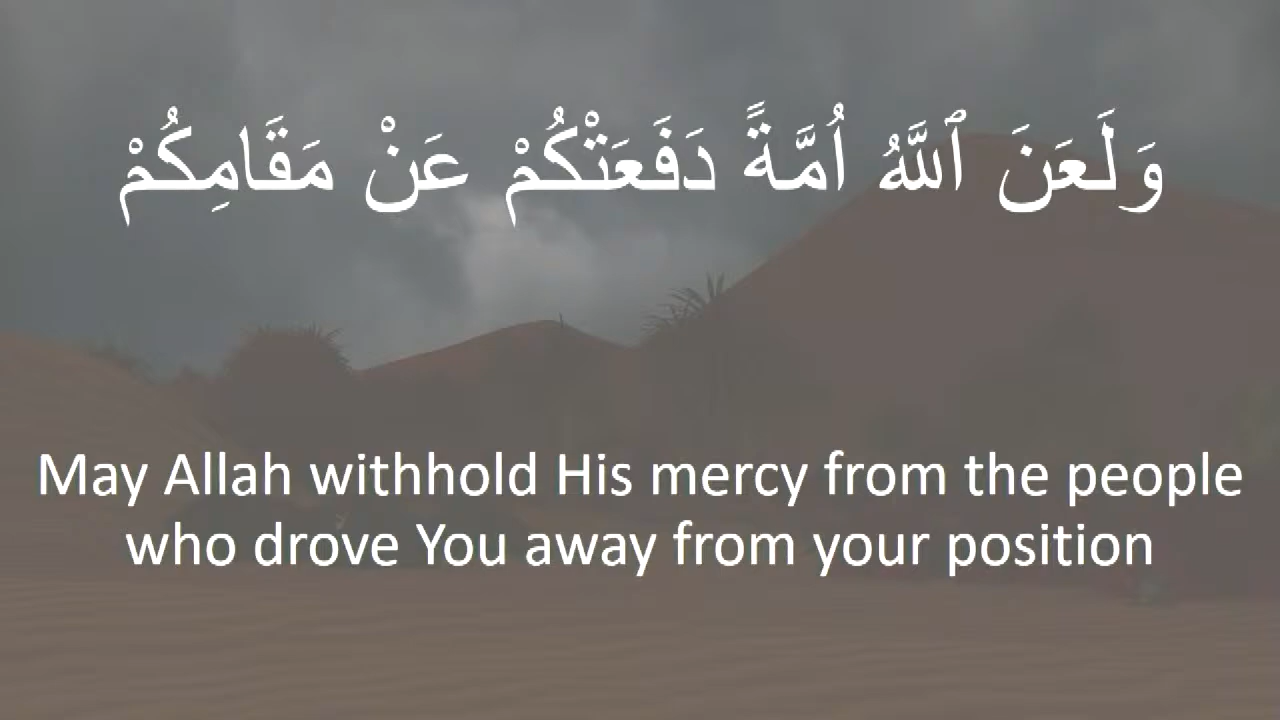 وَلَعَنَ ٱللَّهُ اُمَّةً دَفَعَتْكُمْ عَنْ مَقَامِكُمْ
May Allah withhold His mercy from the people
who drove You away from your position